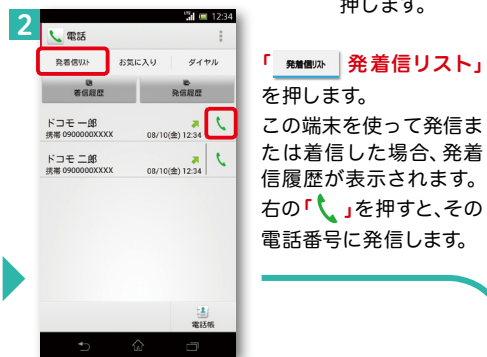 2
12:34
電話
発着信リスト
お気に入り
ダイヤル
着信履歴
発信履歴
ドコモ 一郎
携帯 0900000XXXX
08/10(金) 12:34
ドコモ 二郎
携帯 0900000XXXX
08/10(金) 12:34
電話帳
押します。
「 発着信リスト 発着信リスト」
を押します。
この端末を使って発信ま
たは着信した場合、発着
信履歴が表示されます。
右の「 」を押すと、その
電話番号に発信します。